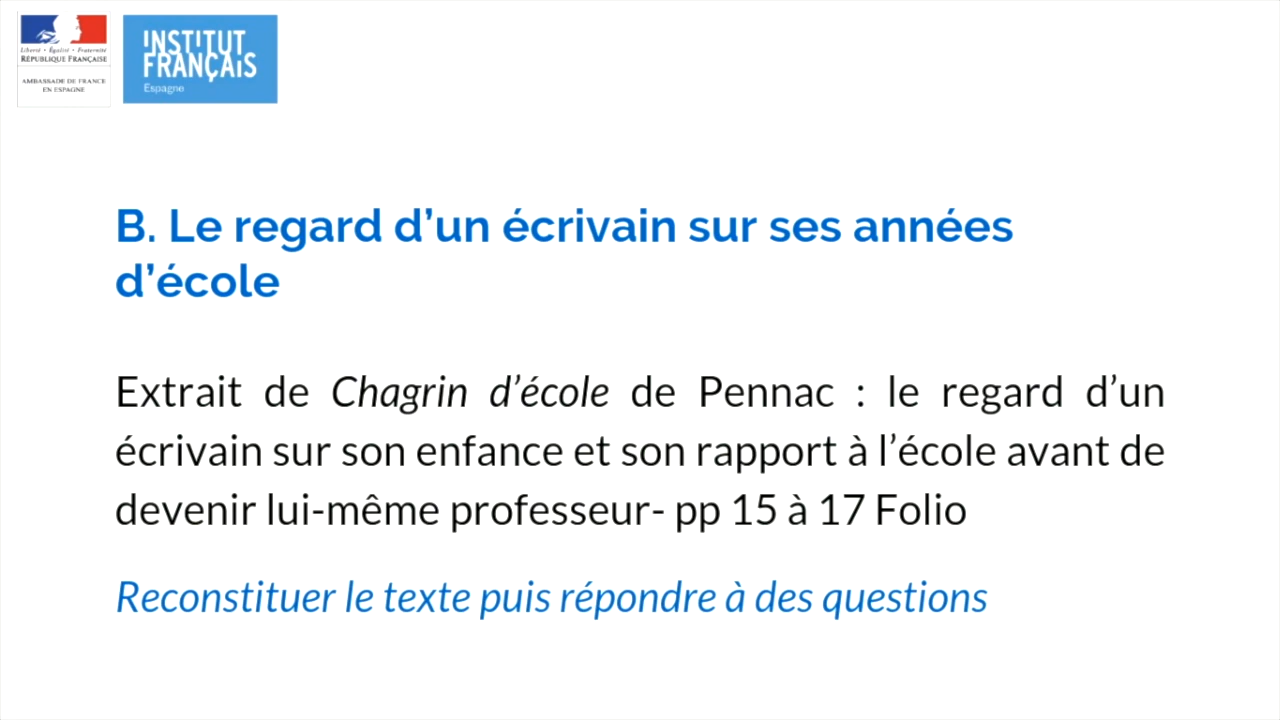 Liberté • Égalité • Fraternité
RÉPUBLIQUE FRANÇAISE
AMBASSADE DE FRANCE
EN ESPAGNE
INSTITUT
FRANÇAIS
Espagne
B. Le regard d’un écrivain sur ses années
d’école
Extrait de Chagrin d’école de Pennac : le regard d’un
écrivain sur son enfance et son rapport à l’école avant de
devenir lui-même professeur- pp 15 à 17 Folio
Reconstituer le texte puis répondre à des questions